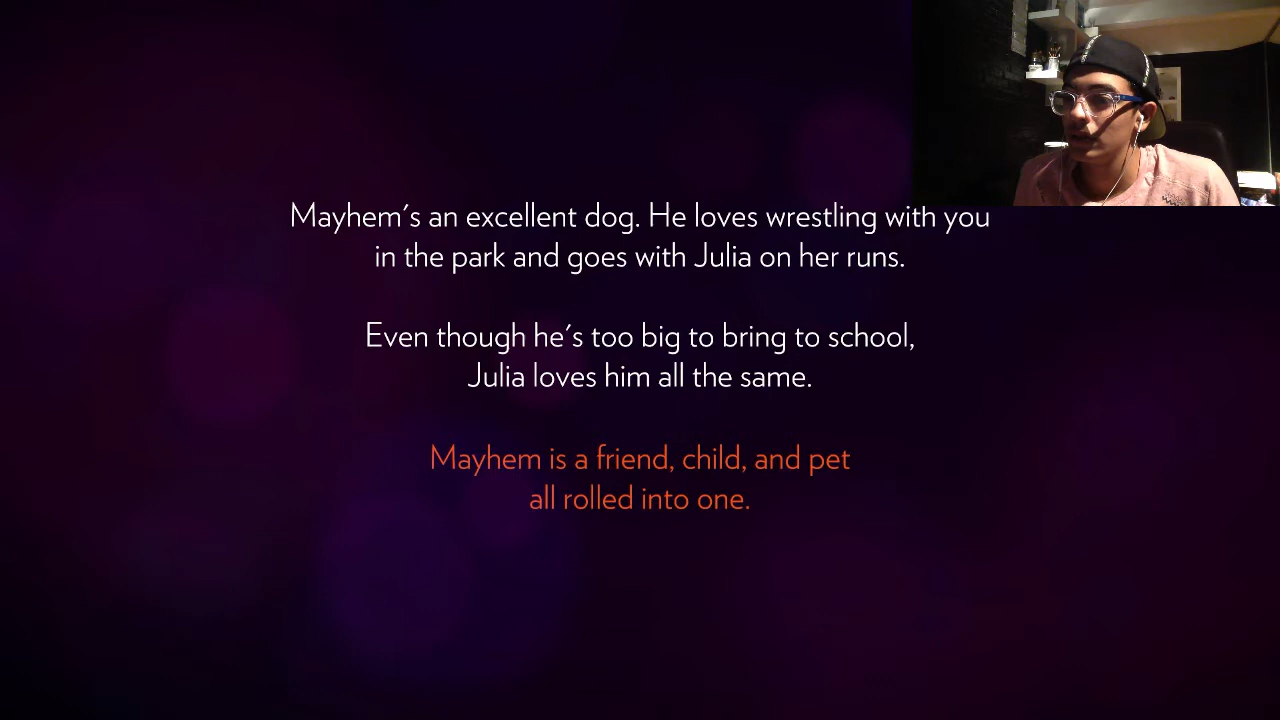 Mayhem's an excellent dog. He loves wrestling with you
in the park and goes with Julia on her runs.
Even though he's too big to bring to school,
Julia loves him all the same.
Mayhem is a friend, child, and pet
all rolled into one.